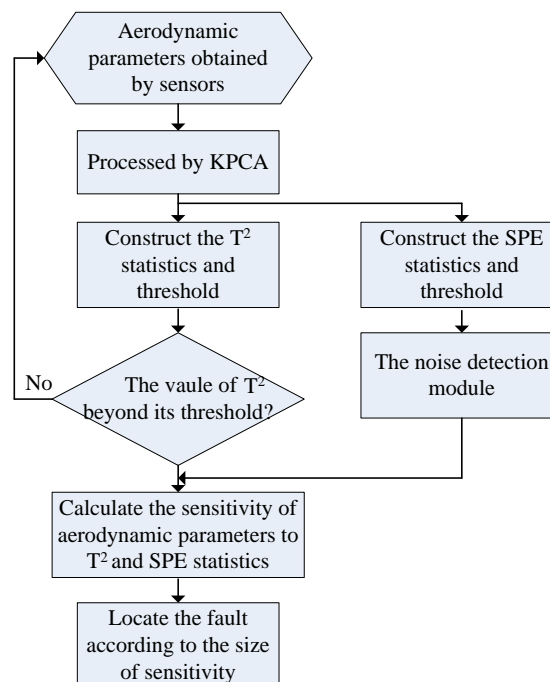 Aerodynamic
parameters obtained
by sensors
Processed by KPCA
Construct the T²
statistics and
threshold
Construct the SPE
statistics and
threshold
No
The vaule of T²
beyond its threshold?
The noise detection
module
Calculate the sensitivity of
aerodynamic parameters to
T² and SPE statistics
Locate the fault
according to the size
of sensitivity